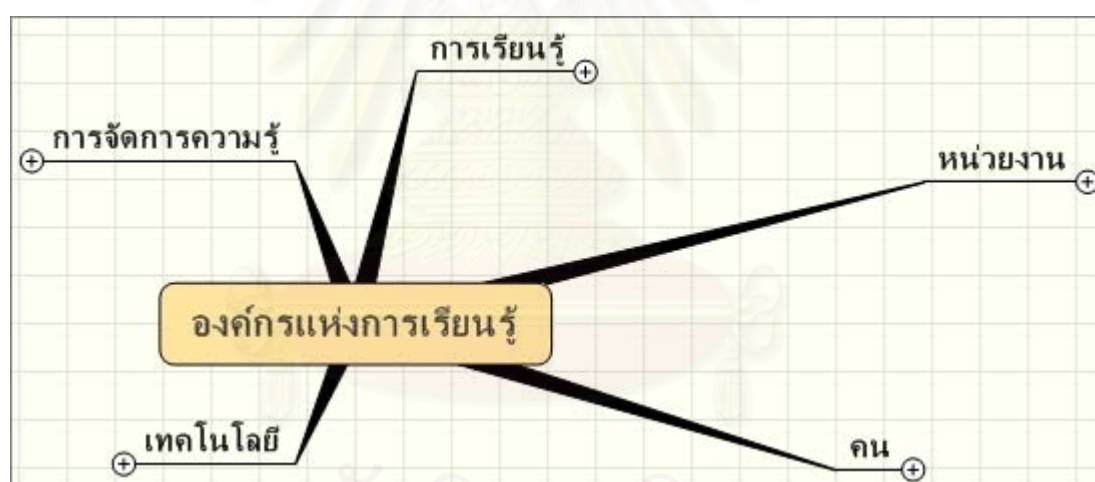 การเรียนรู้
การจัดการความรู้
หน่วยงาน
องค์กรแห่งการเรียนรู้
เทคโนโลยี
คน